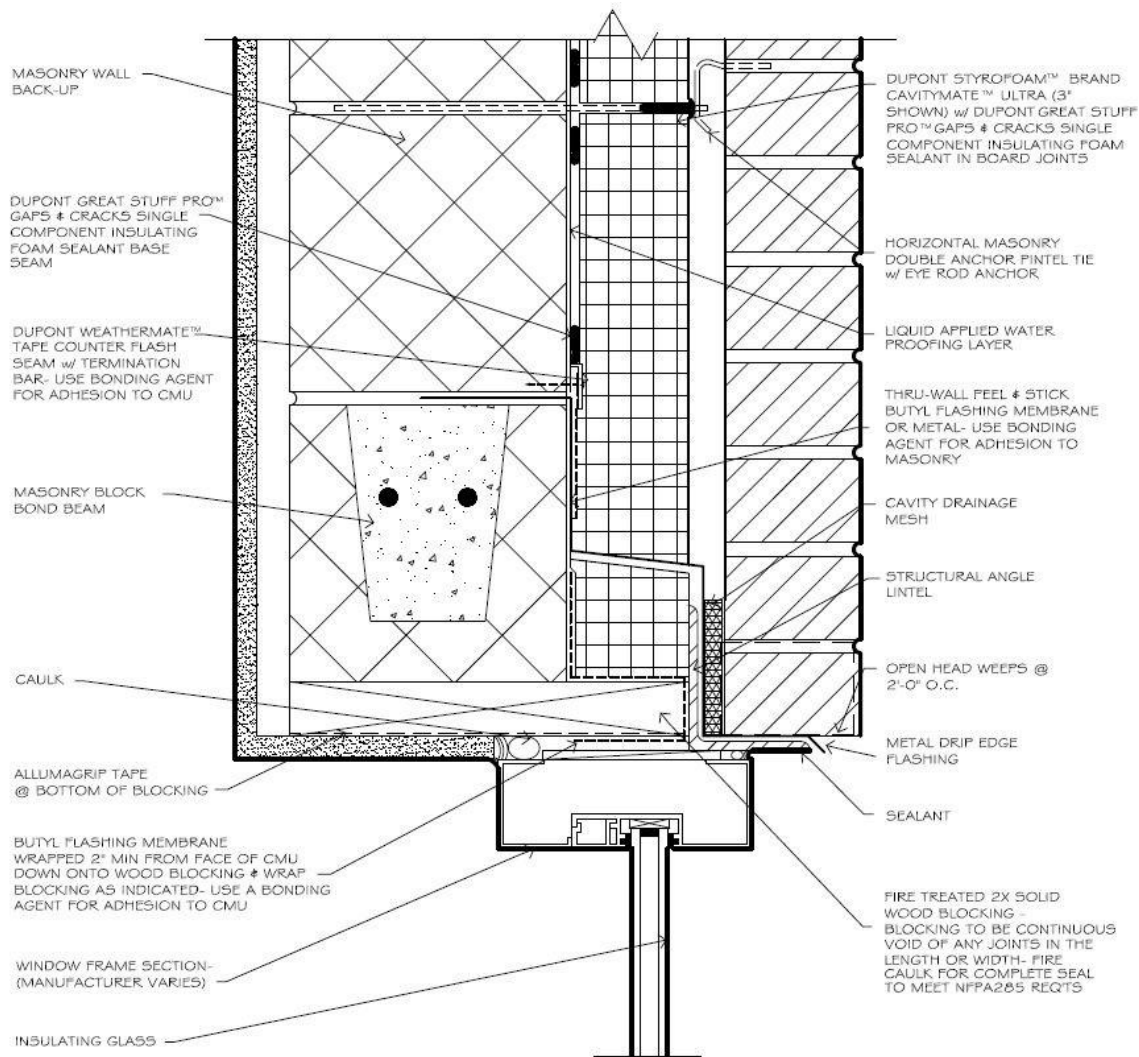 MASONRY WALL
BACK-UP
DUPONT GREAT STUFF PRO™
GAPS & CRACKS SINGLE
COMPONENT INSULATING
FOAM SEALANT BASE
SEAM
DUPONT WEATHERMATE™
TAPE COUNTER FLASH
SEAM w/ TERMINATION
BAR- USE BONDING AGENT
FOR ADHESION TO CMU
MASONRY BLOCK
BOND BEAM
CAULK
ALLUMAGRIP TAPE
@ BOTTOM OF BLOCKING
BUTYL FLASHING MEMBRANE
WRAPPED 2" MIN FROM FACE OF CMU
DOWN ONTO WOOD BLOCKING & WRAP
BLOCKING AS INDICATED- USE A BONDING
AGENT FOR ADHESION TO CMU
WINDOW FRAME SECTION-
(MANUFACTURER VARIES)
INSULATING GLASS
DUPONT STYROFOAM™ BRAND
CAVITYMATE™ ULTRA (3"
SHOWN) w/ DUPONT GREAT STUFF
PRO™ GAPS & CRACKS SINGLE
COMPONENT INSULATING FOAM
SEALANT IN BOARD JOINTS
HORIZONTAL MASONRY
DOUBLE ANCHOR PINTEL TIE
w/ EYE ROD ANCHOR
LIQUID APPLIED WATER
PROOFING LAYER
THRU-WALL PEEL & STICK
BUTYL FLASHING MEMBRANE
OR METAL- USE BONDING
AGENT FOR ADHESION TO
MASONRY
CAVITY DRAINAGE
MESH
STRUCTURAL ANGLE
LINTEL
OPEN HEAD WEEPS @
2'-0" O.C.
METAL DRIP EDGE
FLASHING
SEALANT
FIRE TREATED 2X SOLID
WOOD BLOCKING -
BLOCKING TO BE CONTINUOUS
VOID OF ANY JOINTS IN THE
LENGTH OR WIDTH- FIRE
CAULK FOR COMPLETE SEAL
TO MEET NFPA285 REQ'TS